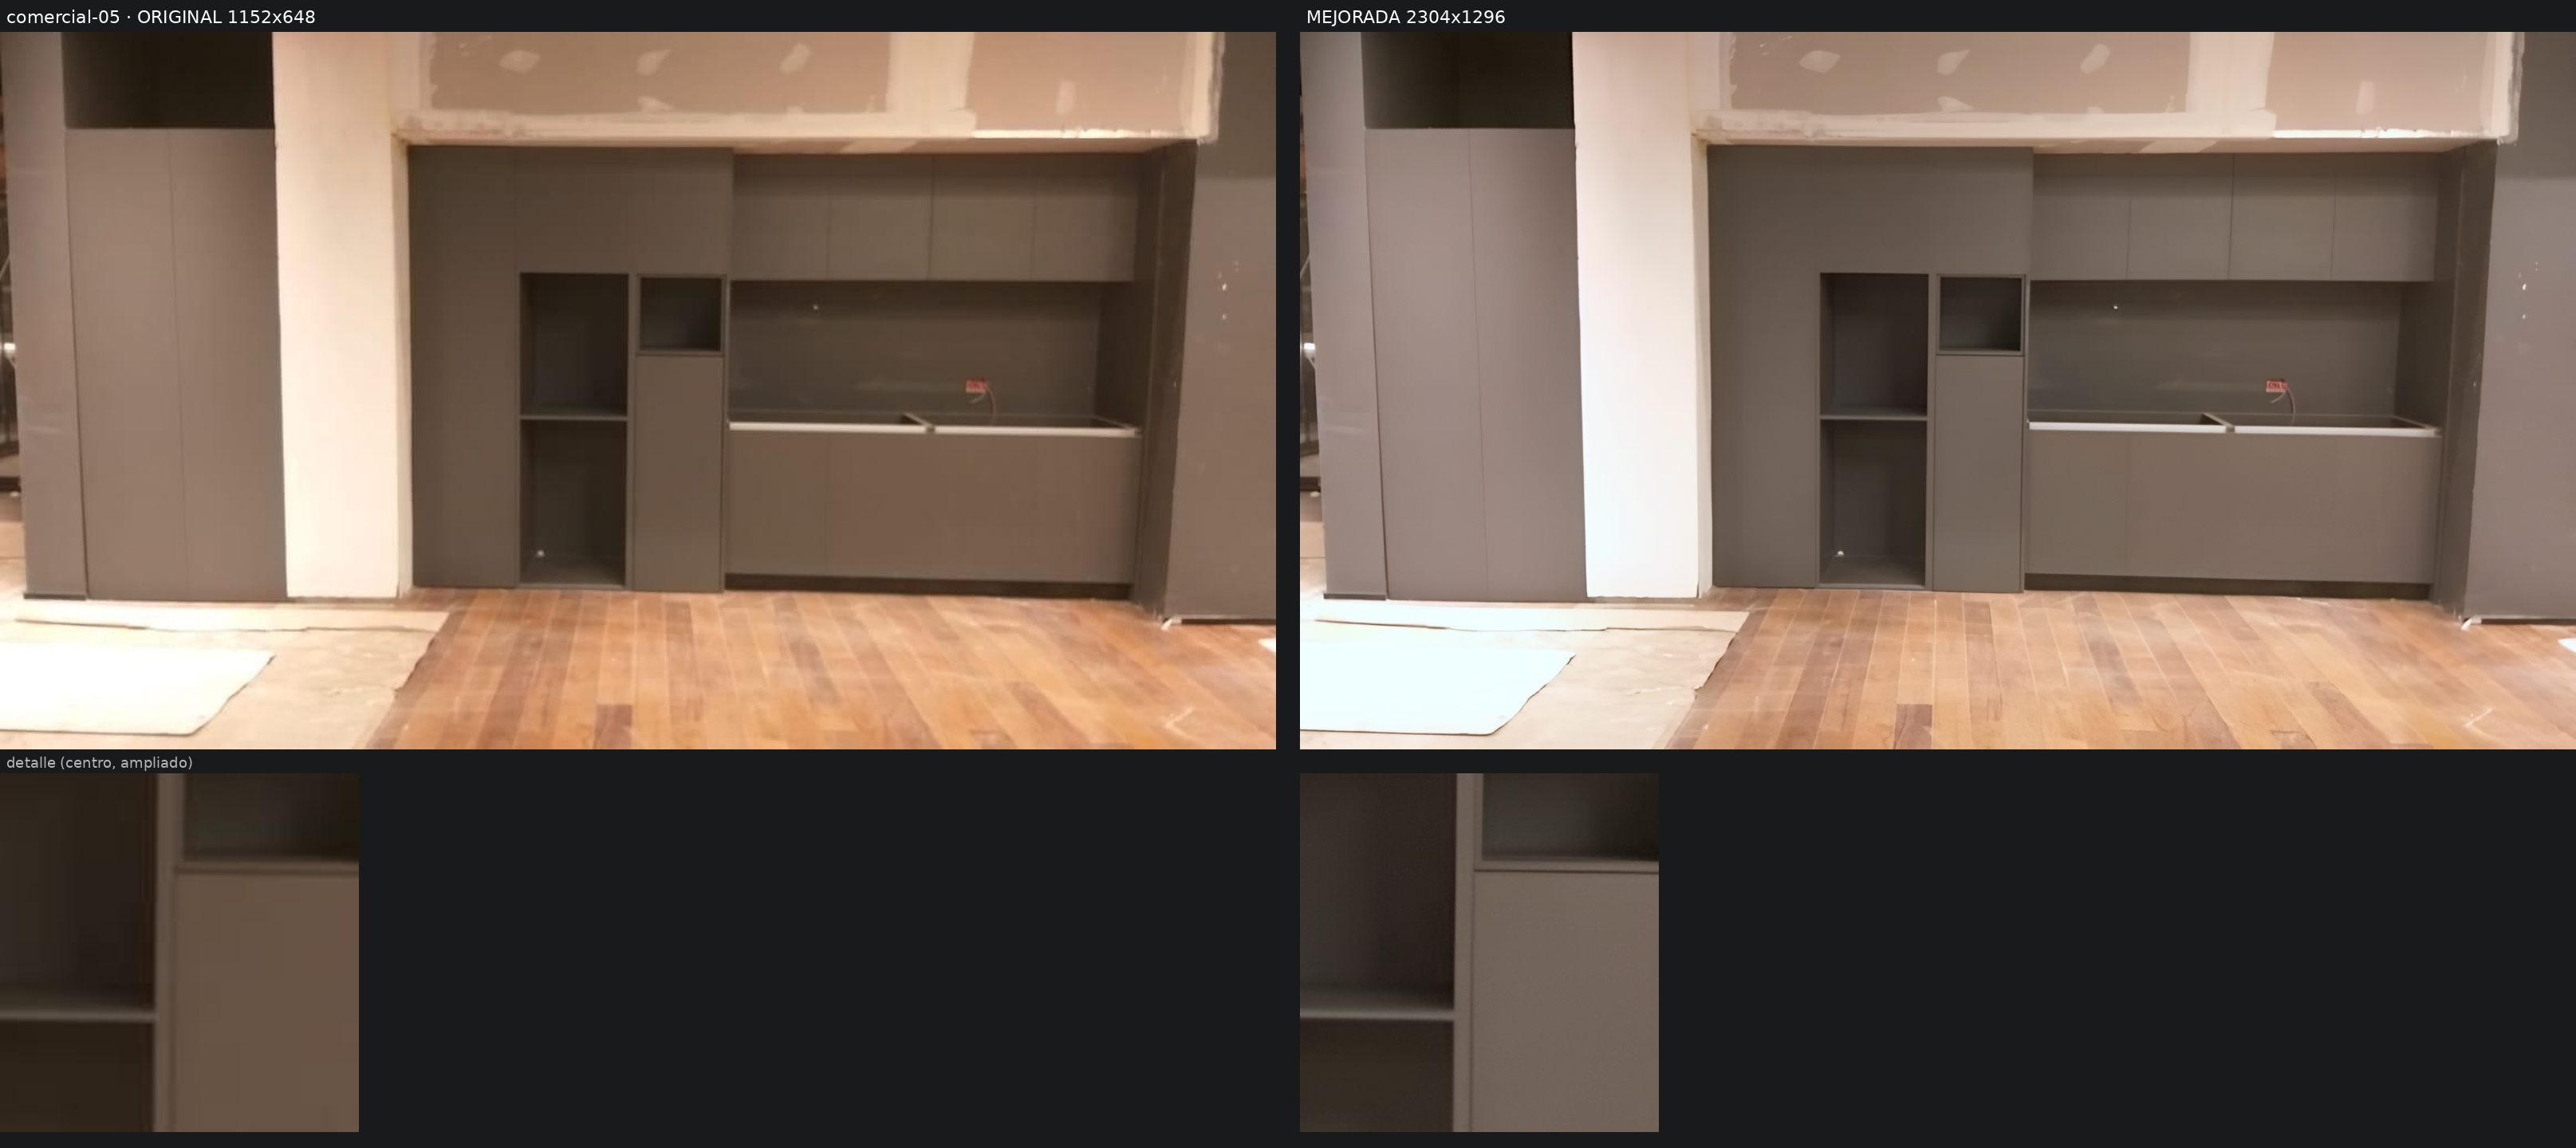 comercial-05 · ORIGINAL 1152x648
MEJORADA 2304x1296
detalle (centro, ampliado)